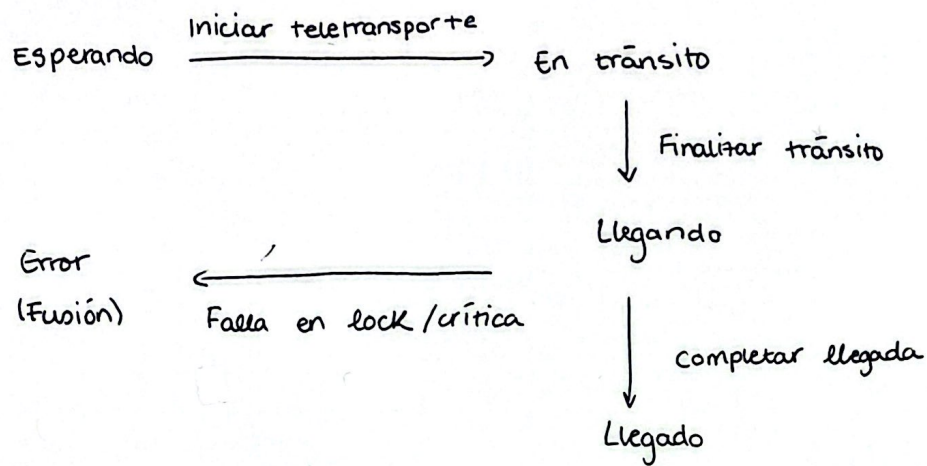 Iniciar teletransporte
Esperando
En tránsito
Finalizar tránsito
Llegando
Error
(Fusión)
Falla en lock/crítica
completar llegada
Llegado